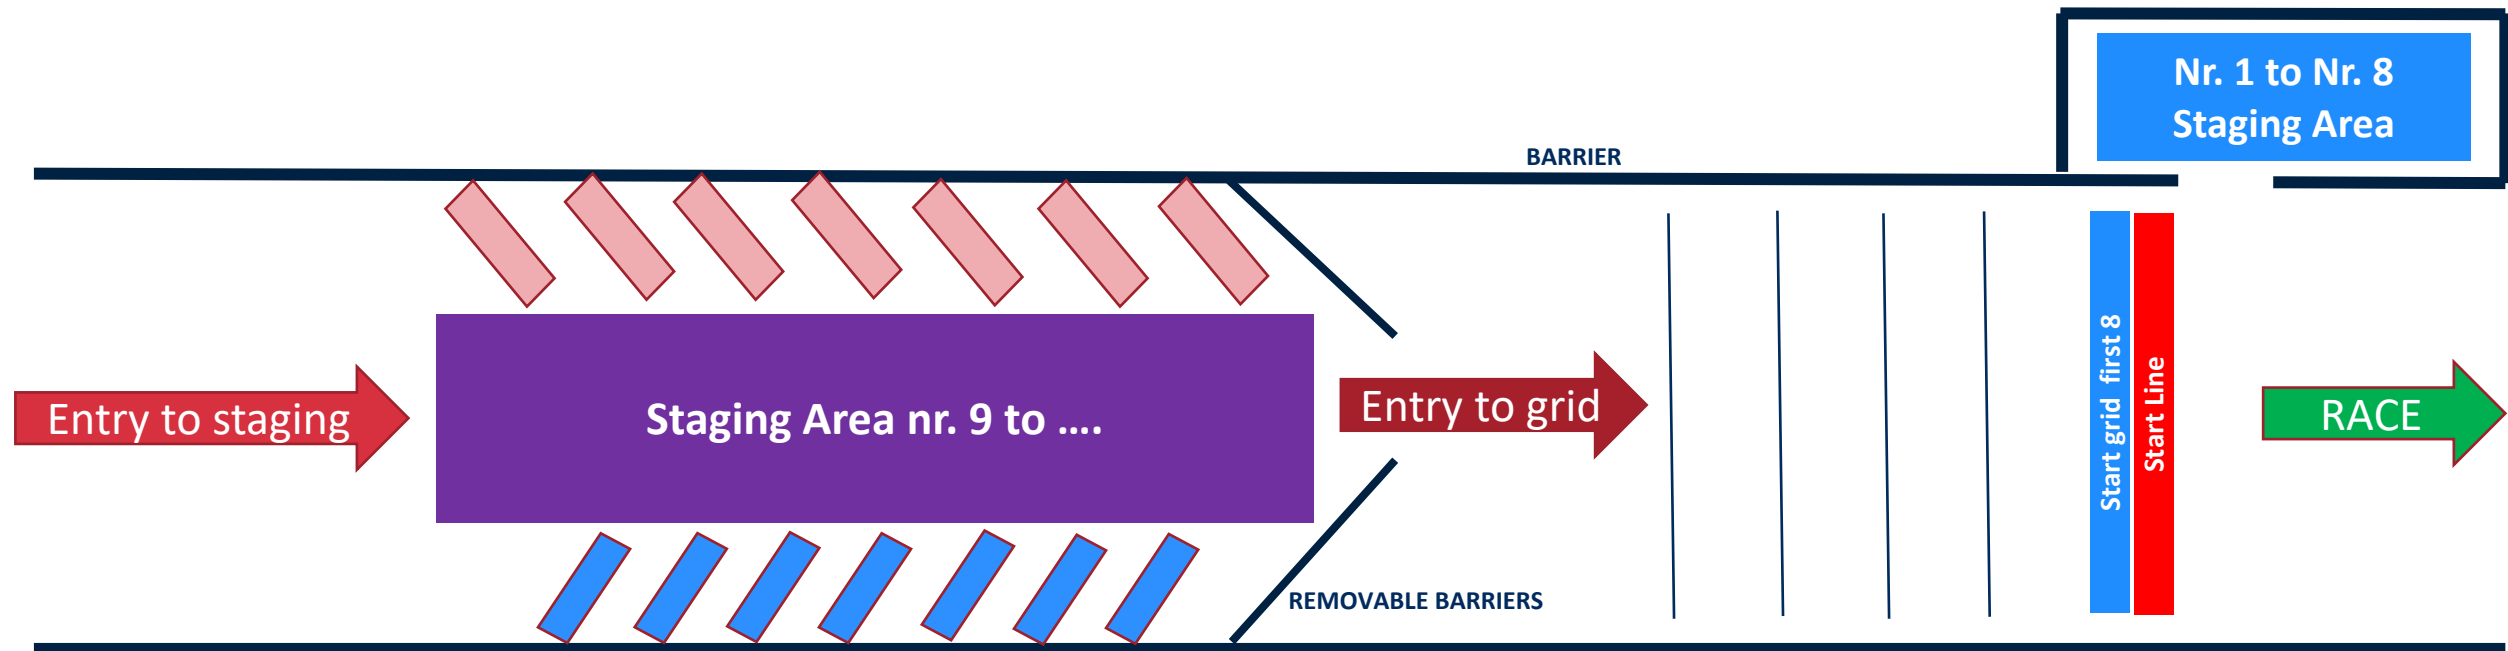 Nr. 1 to Nr. 8
Staging Area
BARRIER
Entry to staging
Staging Area nr. 9 to ....
Entry to grid
Start grid  first 8
Start Line
RACE
REMOVABLE BARRIERS